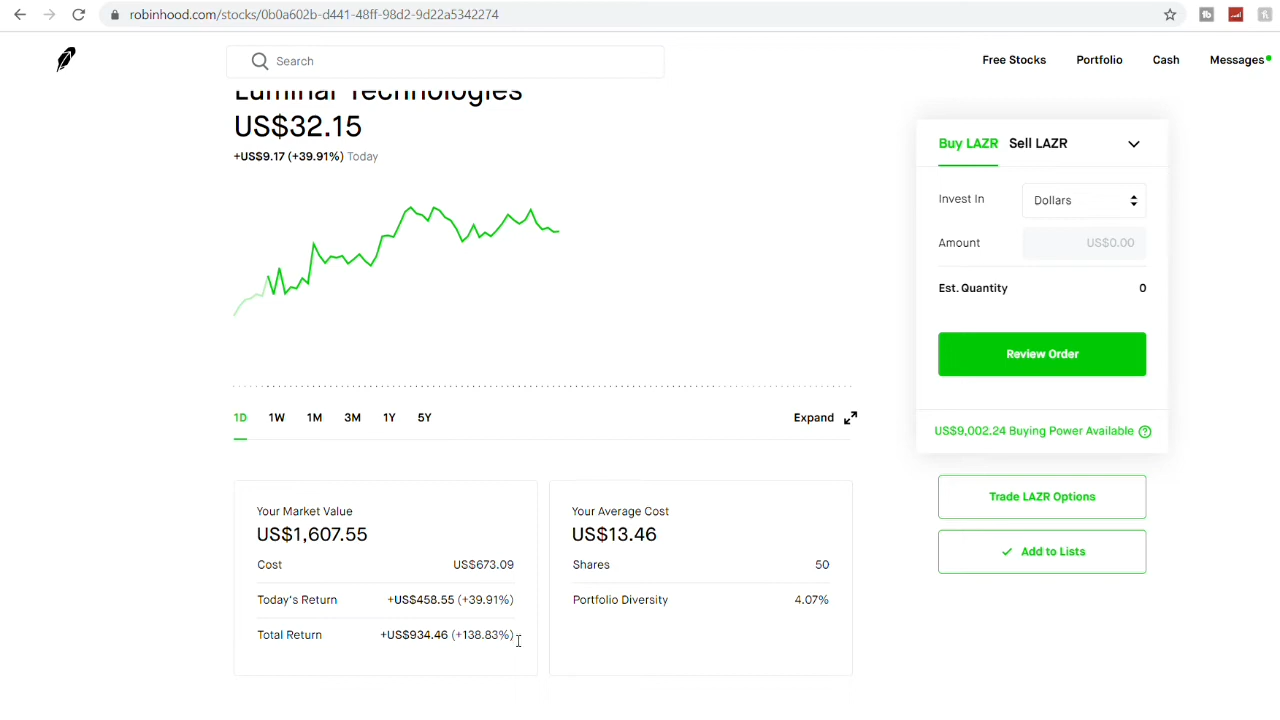 robinhood.com/stocks/0b0a602b-d441-48ff-98d2-9d22a5342274
Search
Free Stocks
Portfolio
Cash
Messages
Luminar Technologies
US$32.15
+US$9.17 (+39.91%) Today
Buy LAZR
Sell LAZR
Invest In
Dollars
Amount
US$0.00
Est. Quantity
0
Review Order
US$9,002.24 Buying Power Available
Trade LAZR Options
Add to Lists
1D
1W
1M
3M
1Y
5Y
Expand
Your Market Value
US$1,607.55
Cost
US$673.09
Today's Return
+US$458.55 (+39.91%)
Total Return
+US$934.46 (+138.83%)
Your Average Cost
US$13.46
Shares
50
Portfolio Diversity
4.07%